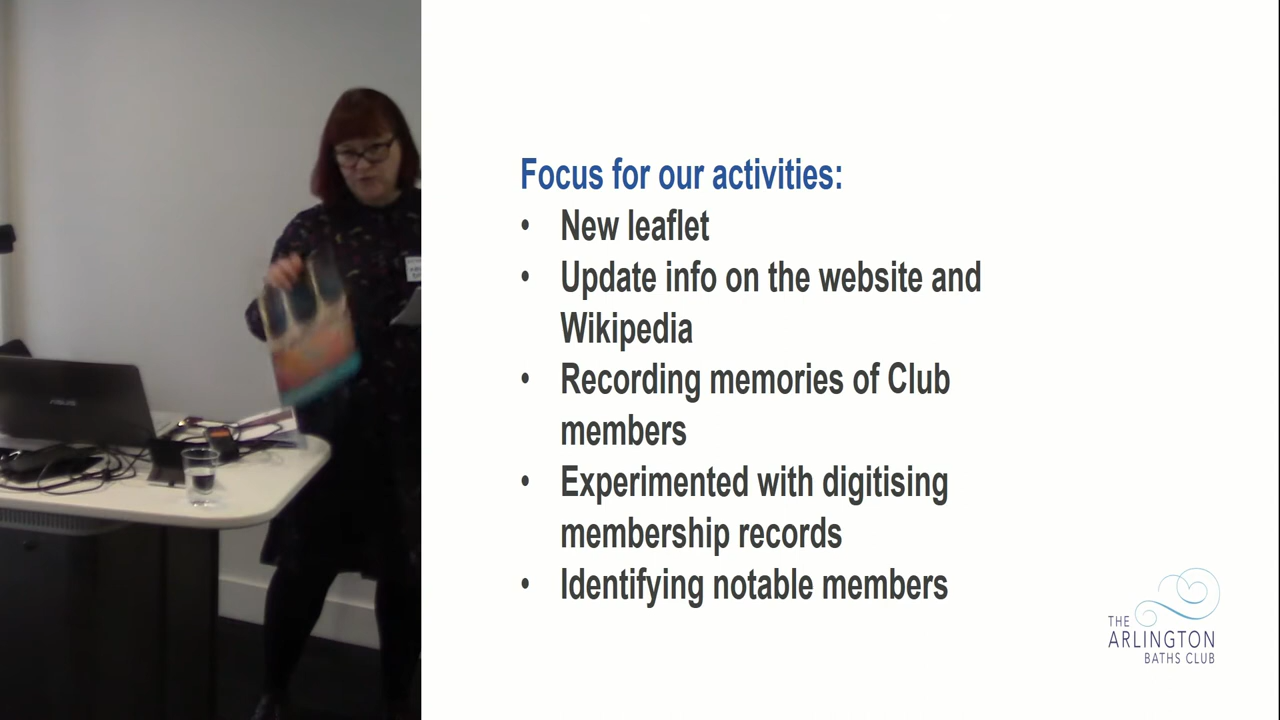 Focus for our activities:
• New leaflet
• Update info on the website and
Wikipedia
• Recording memories of Club
members
• Experimented with digitising
membership records
• Identifying notable members
THE
ARLINGTON
BATHS CLUB
ASUS